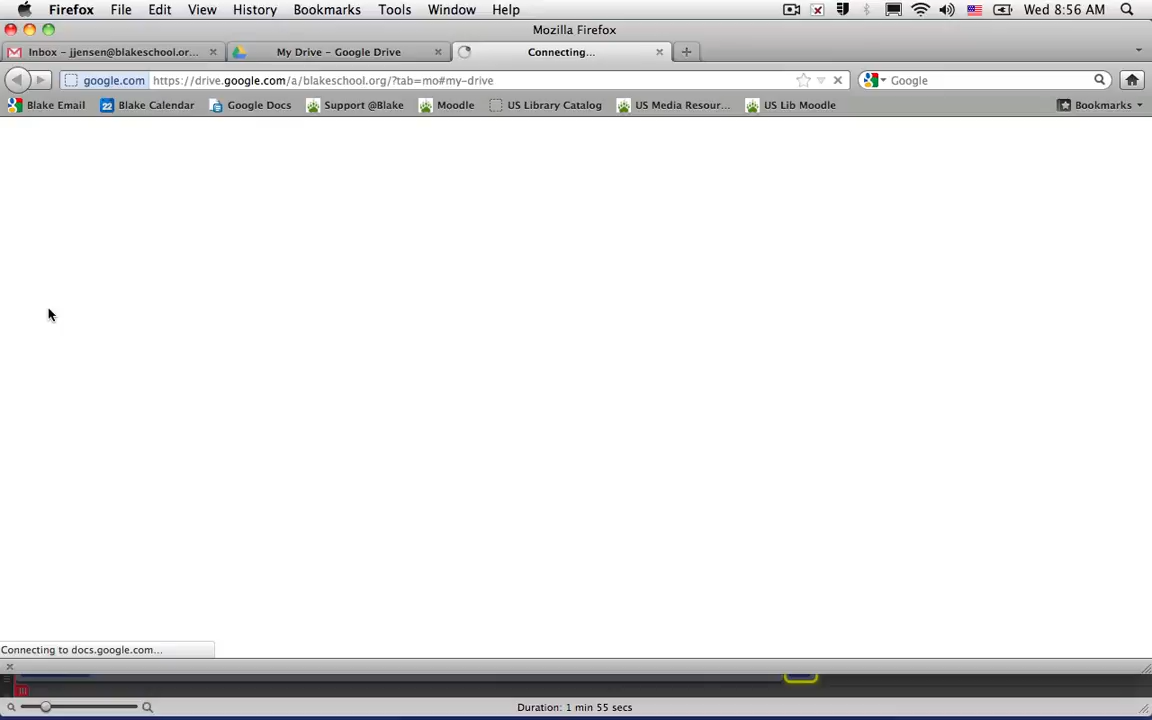 Firefox File Edit View History Bookmarks Tools Window Help Wed 8:56 AM
Mozilla Firefox
Inbox – jjensen@blakeschool.or... My Drive – Google Drive Connecting...
google.com https://drive.google.com/a/blakeschool.org/?tab=mo#my-drive Google
Blake Email 22 Blake Calendar Google Docs Support @Blake Moodle US Library Catalog US Media Resour... US Lib Moodle Bookmarks
Connecting to docs.google.com...
Duration: 1 min 55 secs